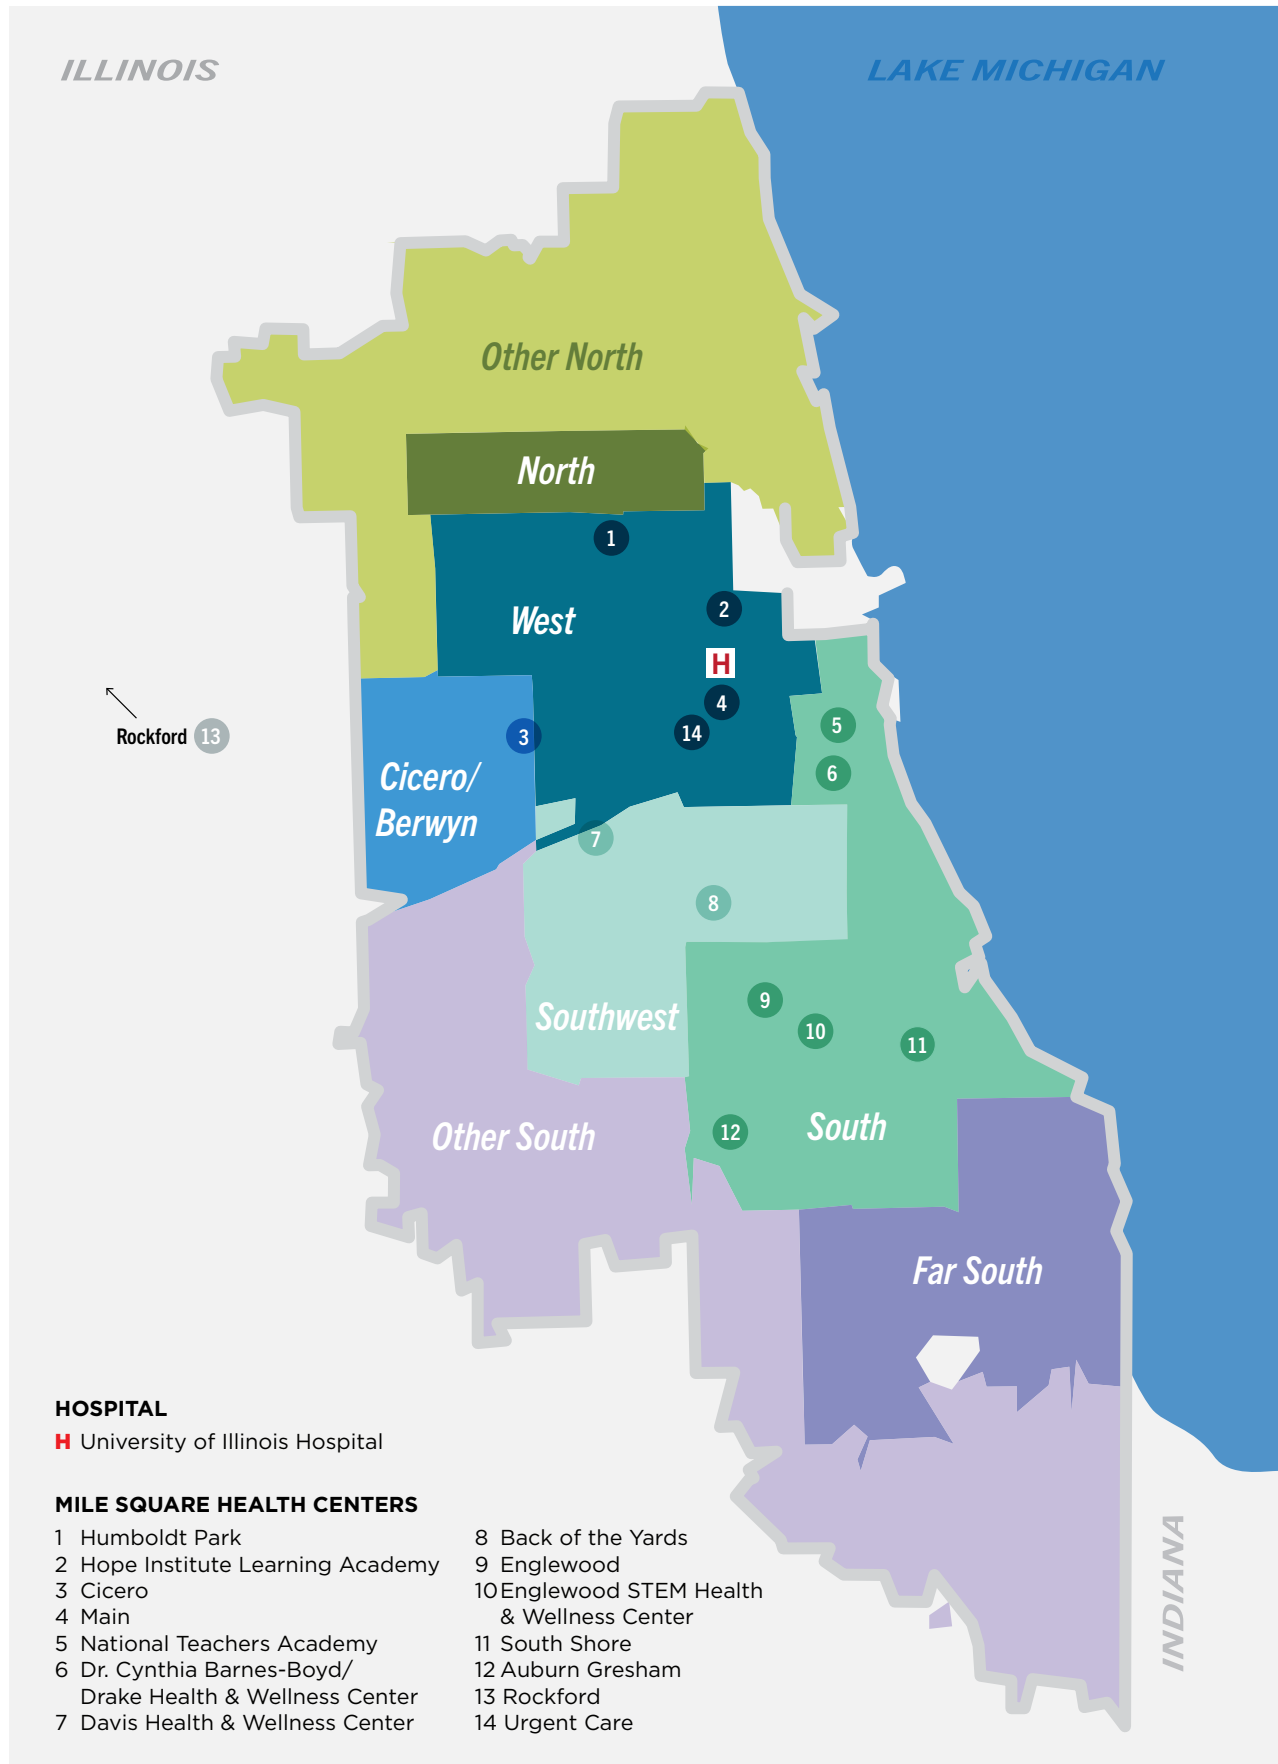 ILLINOIS
LAKE MICHIGAN
Other North
North
1
West
2
H
4
14
3
5
6
Rockford 13
Cicero/
Berwyn
7
8
Southwest
9
10
11
Other South
12
South
Far South
INDIANA
HOSPITAL
H University of Illinois Hospital
MILE SQUARE HEALTH CENTERS
1 Humboldt Park
2 Hope Institute Learning Academy
3 Cicero
4 Main
5 National Teachers Academy
6 Dr. Cynthia Barnes-Boyd/
Drake Health & Wellness Center
7 Davis Health & Wellness Center
8 Back of the Yards
9 Englewood
10 Englewood STEM Health
& Wellness Center
11 South Shore
12 Auburn Gresham
13 Rockford
14 Urgent Care